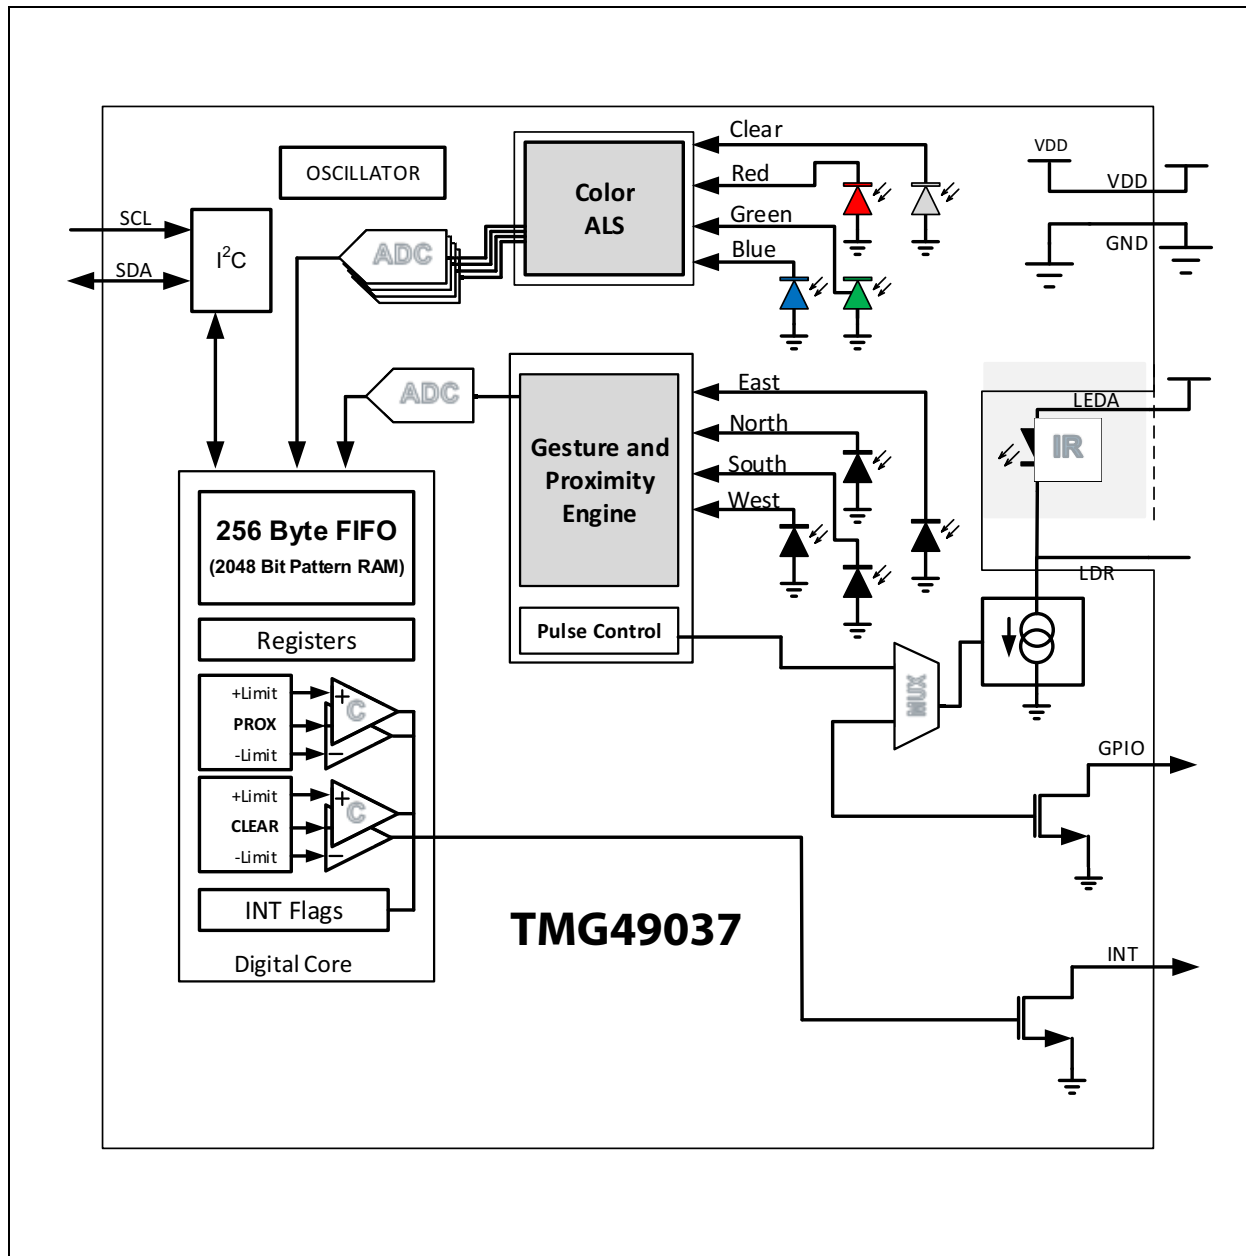 OSCILLATOR
SCL
SDA
I²C
ADC
Color
ALS
Clear
Red
Green
Blue
VDD
VDD
GND
ADC
Gesture and
Proximity
Engine
Pulse Control
East
North
South
West
LEDA
IR
LDR
256 Byte FIFO
(2048 Bit Pattern RAM)
Registers
+Limit
PROX
-Limit
+
C
–
+Limit
CLEAR
-Limit
+
C
–
INT Flags
Digital Core
MUX
GPIO
INT
TMG49037